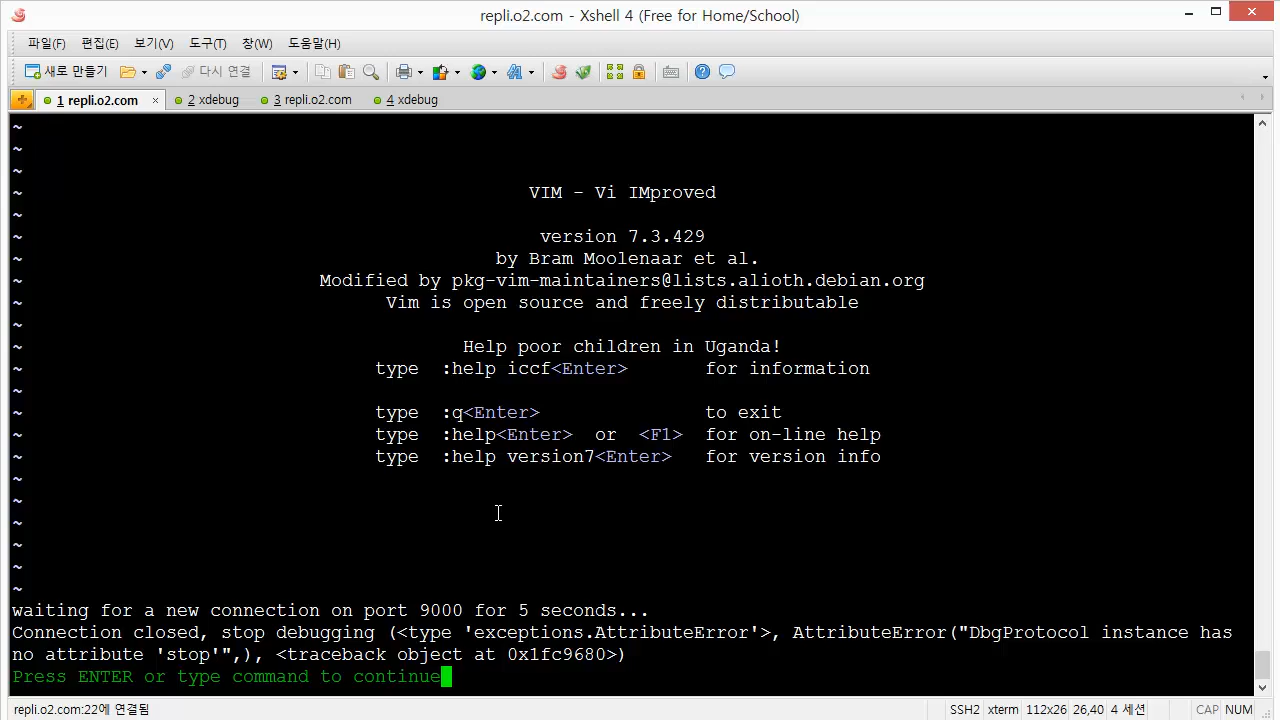 repli.o2.com - Xshell 4 (Free for Home/School)
파일(F) 편집(E) 보기(V) 도구(T) 창(W) 도움말(H)
새로 만들기 다시 연결
1 repli.o2.com 2 xdebug 3 repli.o2.com 4 xdebug
~
~
~
~ VIM - Vi IMproved
~
~ version 7.3.429
~ by Bram Moolenaar et al.
~ Modified by pkg-vim-maintainers@lists.alioth.debian.org
~ Vim is open source and freely distributable
~
~ Help poor children in Uganda!
~ type :help iccf<Enter> for information
~
~ type :q<Enter> to exit
~ type :help<Enter> or <F1> for on-line help
~ type :help version7<Enter> for version info
~
~
~
~
~
~
waiting for a new connection on port 9000 for 5 seconds...
Connection closed, stop debugging (<type 'exceptions.AttributeError'>, AttributeError("DbgProtocol instance has
no attribute 'stop'",), <traceback object at 0x1fc9680>)
Press ENTER or type command to continue
repli.o2.com:22에 연결됨 SSH2 xterm 112x26 26,40 4 세션 CAP NUM